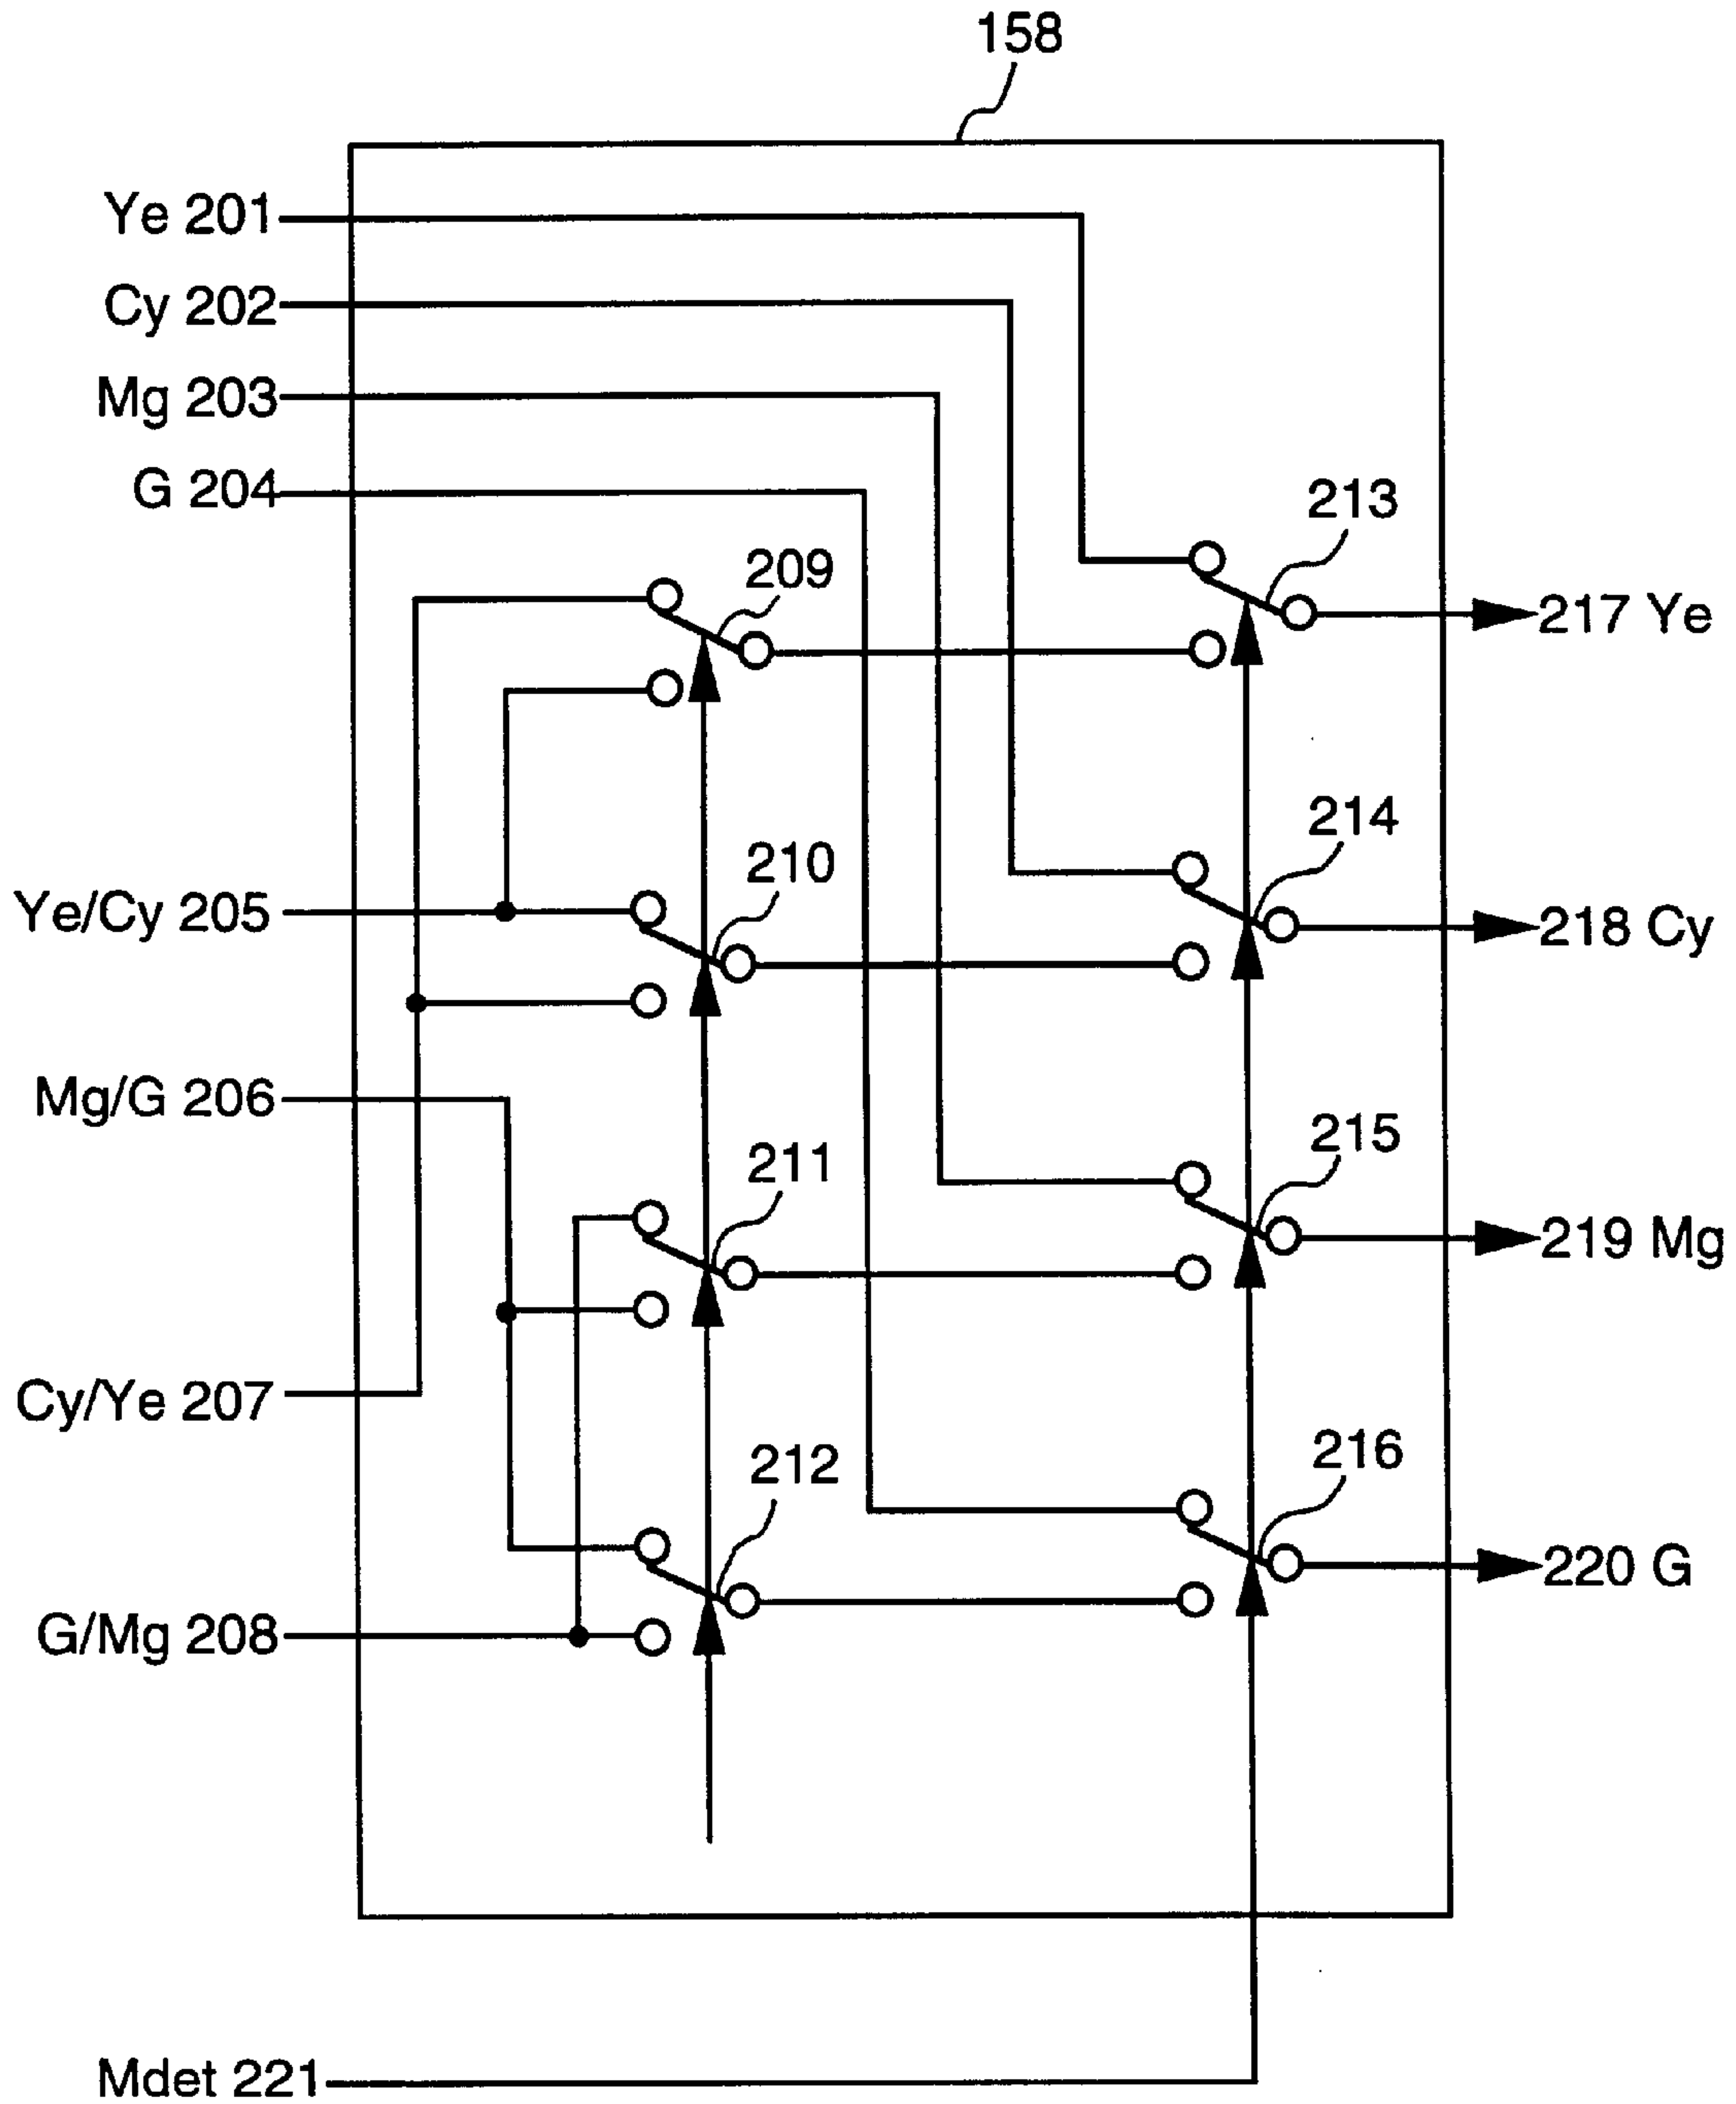 158
Ye 201
Cy 202
Mg 203
G 204
213
209
217 Ye
214
210
Ye/Cy 205
218 Cy
Mg/G 206
215
211
219 Mg
Cy/Ye 207
216
212
220 G
G/Mg 208
Mdet 221